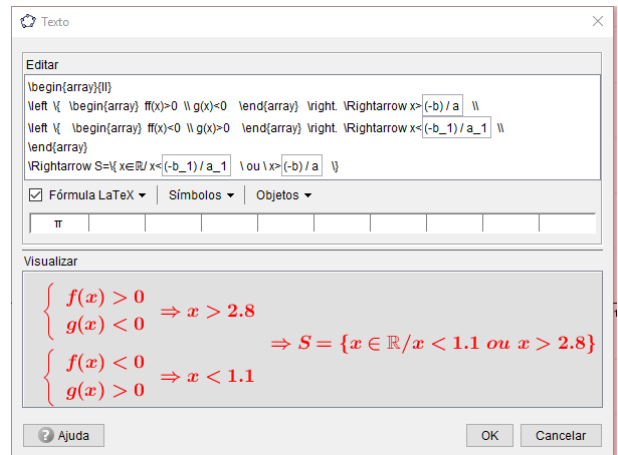 Texto
Editar
\begin{array}{ll}
\left \{ \begin{array} ff(x)>0 \\ g(x)<0 \end{array} \right. \Rightarrow x> (-b) / a \\
\left \{ \begin{array} ff(x)<0 \\ g(x)>0 \end{array} \right. \Rightarrow x< (-b_1) / a_1 \\
\end{array}
\Rightarrow S=\{ x∈ℝ/ x< (-b_1) / a_1 \ ou \ x> (-b) / a \}
Fórmula LaTeX Símbolos Objetos
π
Visualizar
f(x) > 0
g(x) < 0 ⇒ x > 2.8
⇒ S = {x ∈ ℝ/x < 1.1 ou x > 2.8}
f(x) < 0
g(x) > 0 ⇒ x < 1.1
Ajuda OK Cancelar